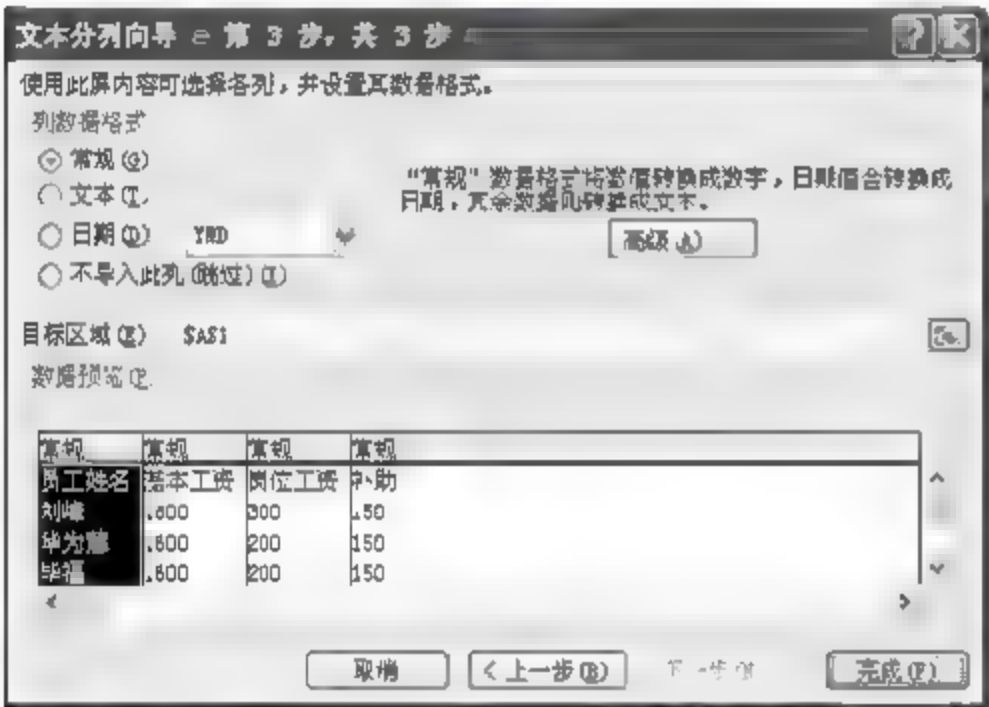 文本分列向导 - 第 3 步，共 3 步
使用此屏内容可选择各列，并设置其数据格式。
列数据格式
常规(G)
文本(T)
日期(D) YMD
不导入此列(跳过)(I)
“常规”数据格式将数值转换成数字，日期值会转换成日期，其余数据则转换成文本。
高级(A)
目标区域(E) $A$1
数据预览(P)
常规 常规 常规 常规
员工姓名 基本工资 岗位工资 补助
刘峰 300
200 150
200 150
取消 <上一步(B) 下一步(N) 完成(F)